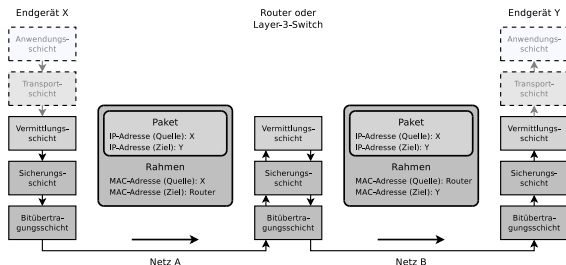 Endgerät X
Router oder
Layer-3-Switch
Endgerät Y
Anwendungs-
schicht
Transport-
schicht
Vermittlungs-
schicht
Sicherungs-
schicht
Bitübertra-
gungsschicht
Paket
IP-Adresse (Quelle): X
IP-Adresse (Ziel): Y
Rahmen
MAC-Adresse (Quelle): X
MAC-Adresse (Ziel): Router
Vermittlungs-
schicht
Sicherungs-
schicht
Bitübertra-
gungsschicht
Paket
IP-Adresse (Quelle): X
IP-Adresse (Ziel): Y
Rahmen
MAC-Adresse (Quelle): Router
MAC-Adresse (Ziel): Y
Anwendungs-
schicht
Transport-
schicht
Vermittlungs-
schicht
Sicherungs-
schicht
Bitübertra-
gungsschicht
Netz A
Netz B